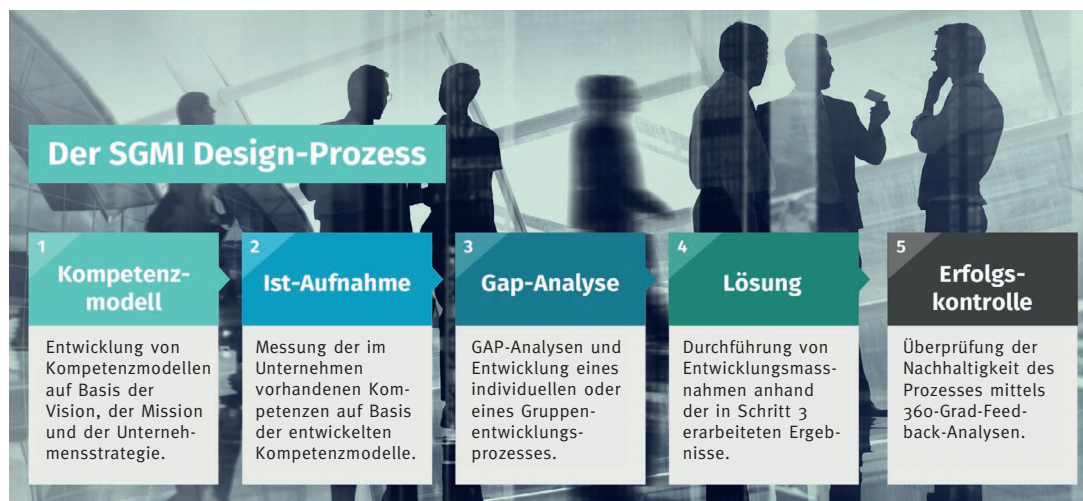 Der SGMI Design-Prozess
1
Kompetenz-
modell
Entwicklung von
Kompetenzmodellen
auf Basis der
Vision, der Mission
und der Unterneh-
mensstrategie.
2
Ist-Aufnahme
Messung der im
Unternehmen
vorhandenen Kom-
petenzen auf Basis
der entwickelten
Kompetenzmodelle.
3
Gap-Analyse
GAP-Analysen und
Entwicklung eines
individuellen oder
eines Gruppen-
entwicklungs-
prozesses.
4
Lösung
Durchführung von
Entwicklungsmass-
nahmen anhand
der in Schritt 3
erarbeiteten Ergeb-
nisse.
5
Erfolgs-
kontrolle
Überprüfung der
Nachhaltigkeit des
Prozesses mittels
360-Grad-Feed-
back-Analysen.